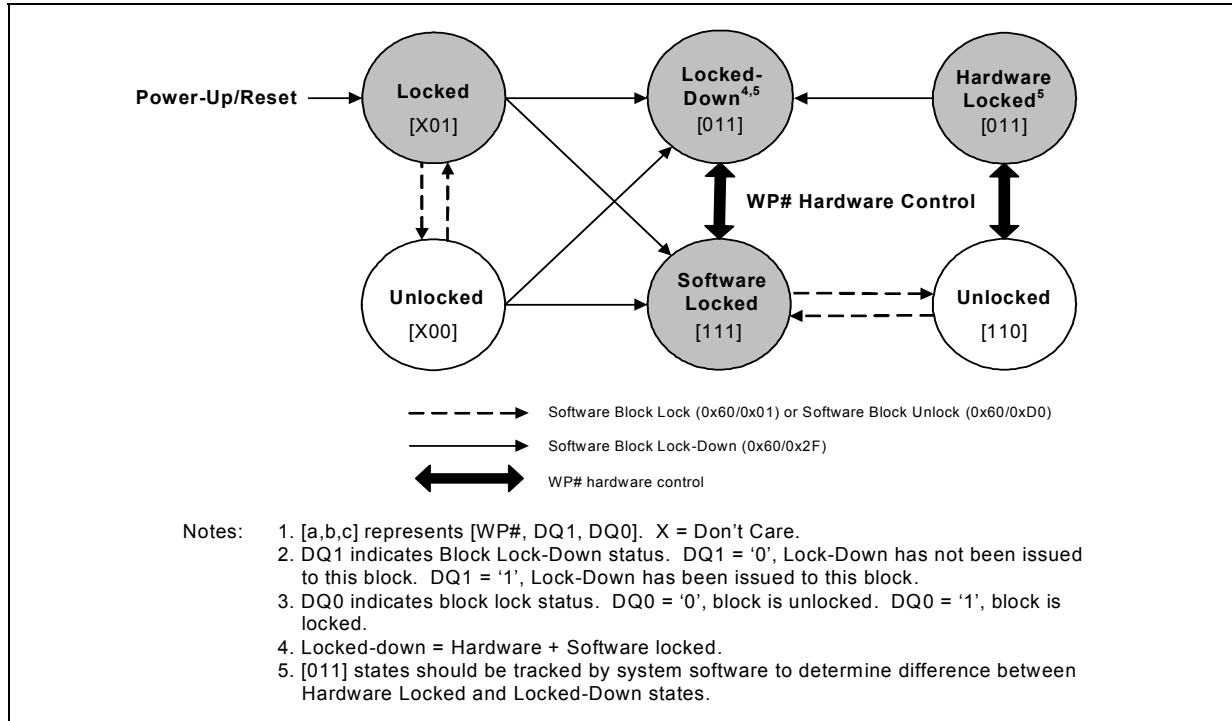 Power-Up/Reset
Locked
[X01]
Locked-
Down4,5
[011]
Hardware
Locked5
[011]
WP# Hardware Control
Unlocked
[X00]
Software
Locked
[111]
Unlocked
[110]
Software Block Lock (0x60/0x01) or Software Block Unlock (0x60/0xD0)
Software Block Lock-Down (0x60/0x2F)
WP# hardware control
Notes: 1. [a,b,c] represents [WP#, DQ1, DQ0]. X = Don't Care.
2. DQ1 indicates Block Lock-Down status. DQ1 = ‘0’, Lock-Down has not been issued
to this block. DQ1 = ‘1’, Lock-Down has been issued to this block.
3. DQ0 indicates block lock status. DQ0 = ‘0’, block is unlocked. DQ0 = ‘1’, block is
locked.
4. Locked-down = Hardware + Software locked.
5. [011] states should be tracked by system software to determine difference between
Hardware Locked and Locked-Down states.